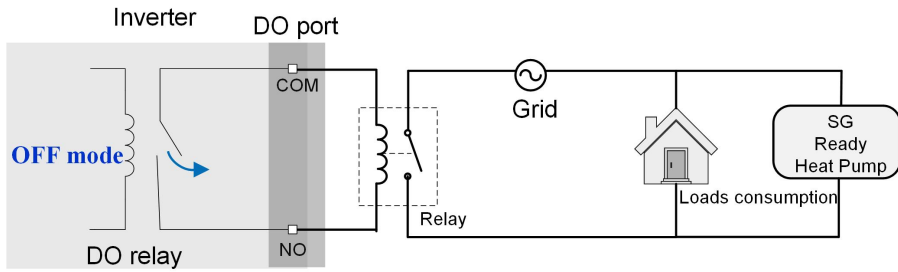 Inverter
DO port
COM
Grid
SG
Ready
Heat Pump
OFF mode
Loads consumption
Relay
NO
DO relay